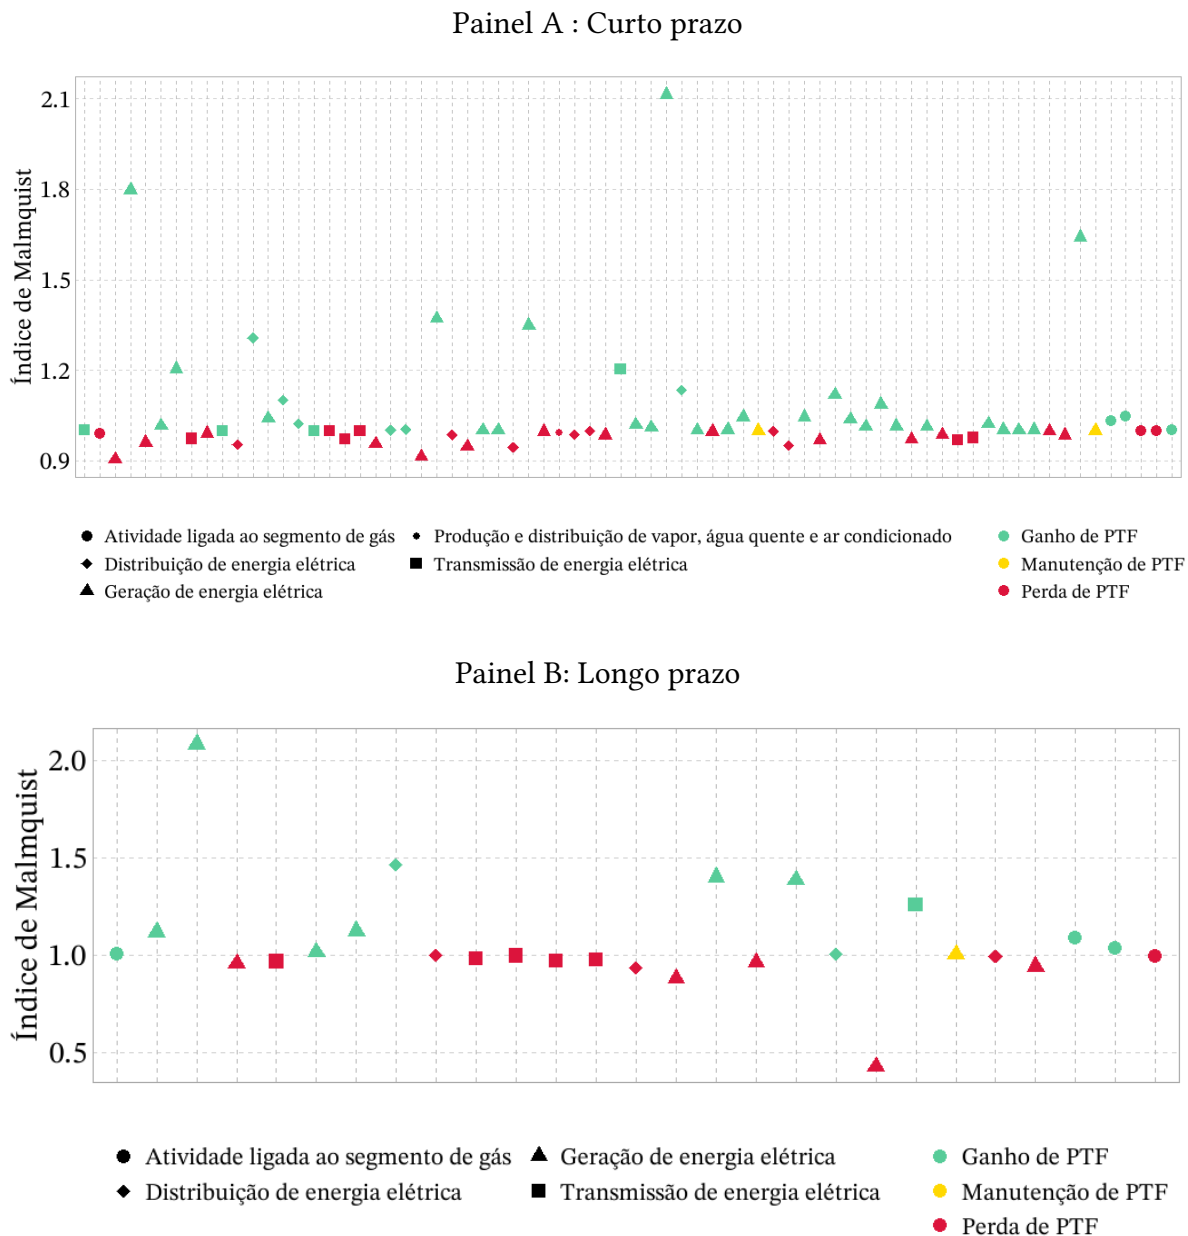 Painel A : Curto prazo
Índice de Malmquist
2.1
1.8
1.5
1.2
0.9
Atividade ligada ao segmento de gás
Produção e distribuição de vapor, água quente e ar condicionado
Ganho de PTF
Distribuição de energia elétrica
Transmissão de energia elétrica
Manutenção de PTF
Geração de energia elétrica
Perda de PTF
Painel B: Longo prazo
Índice de Malmquist
2.0
1.5
1.0
0.5
Atividade ligada ao segmento de gás
Geração de energia elétrica
Ganho de PTF
Distribuição de energia elétrica
Transmissão de energia elétrica
Manutenção de PTF
Perda de PTF